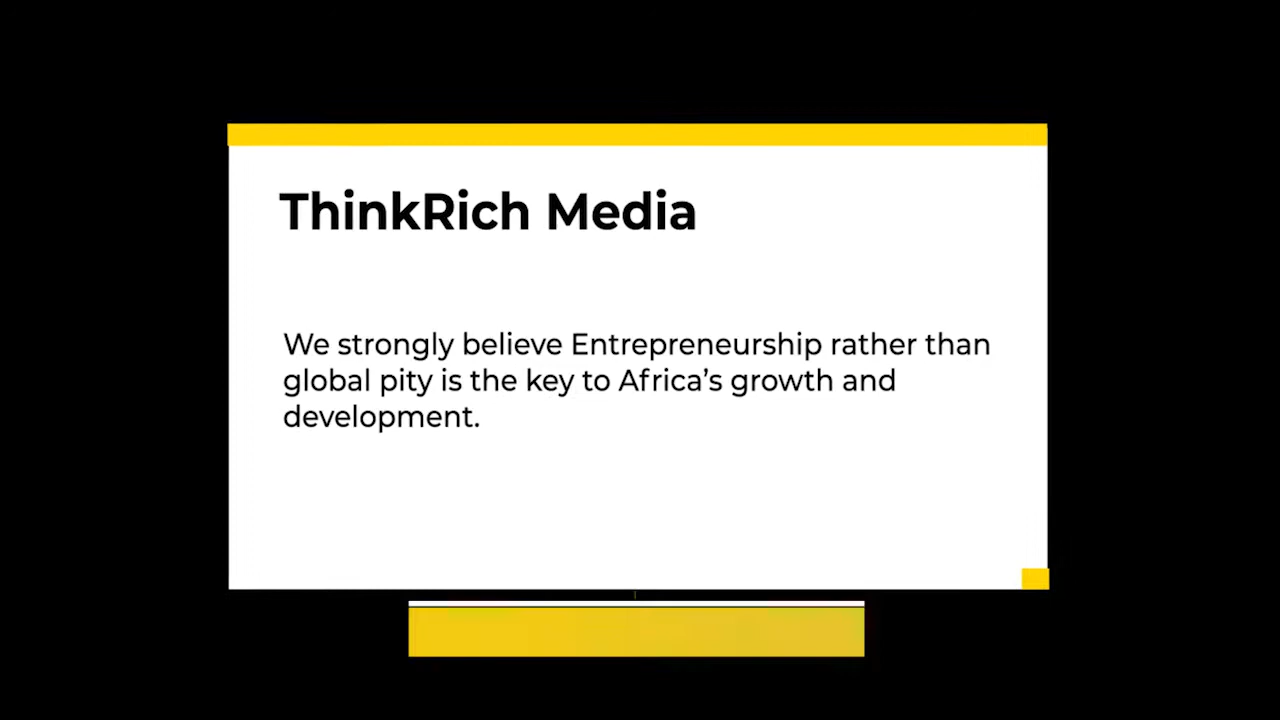 ThinkRich Media
We strongly believe Entrepreneurship rather than
global pity is the key to Africa’s growth and
development.